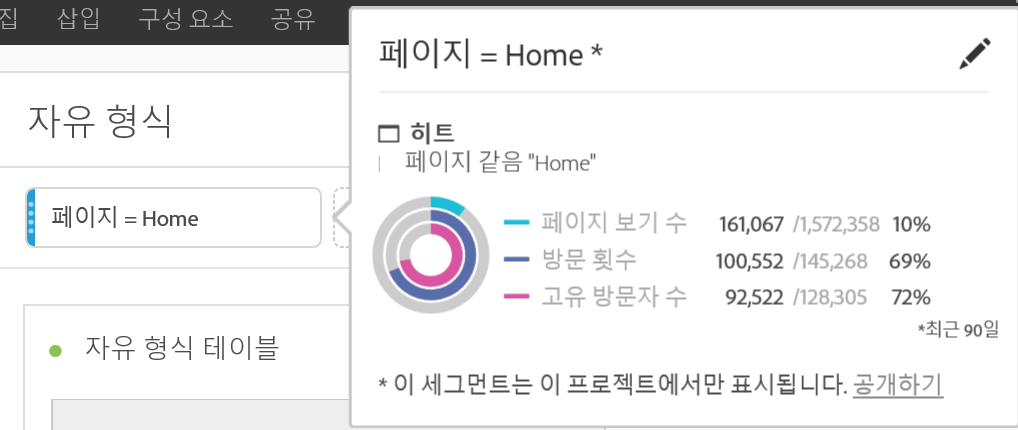 집 삽입 구성 요소 공유
페이지 = Home *
자유 형식
히트
페이지 같음 "Home"
페이지 = Home
페이지 보기 수 161,067 /1,572,358 10%
방문 횟수 100,552 /145,268 69%
고유 방문자 수 92,522 /128,305 72%
*최근 90일
자유 형식 테이블
* 이 세그먼트는 이 프로젝트에서만 표시됩니다. 공개하기